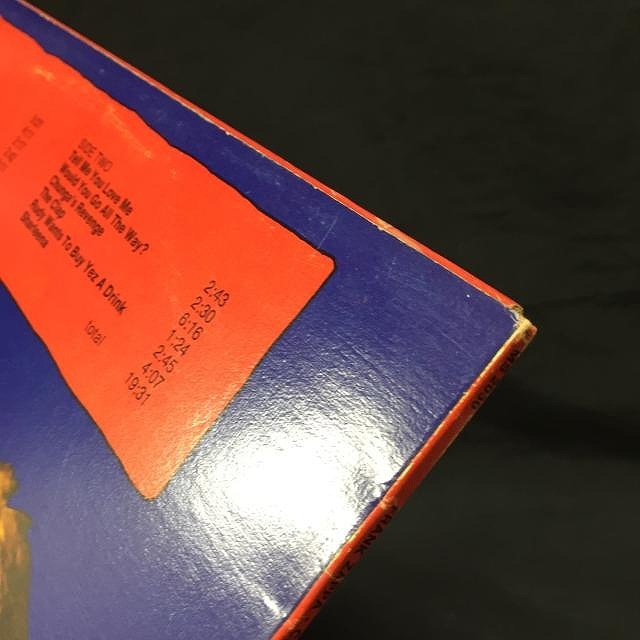 SIDE TWO
Tell Me You Love Me
Would You Go All The Way?
Chunga's Revenge
The Clap
Rudy Wants To Buy Yez A Drink
Sharleena
total
2:43
2:30
6:16
1:24
2:45
4:07
19:31
FRANK ZAPPA